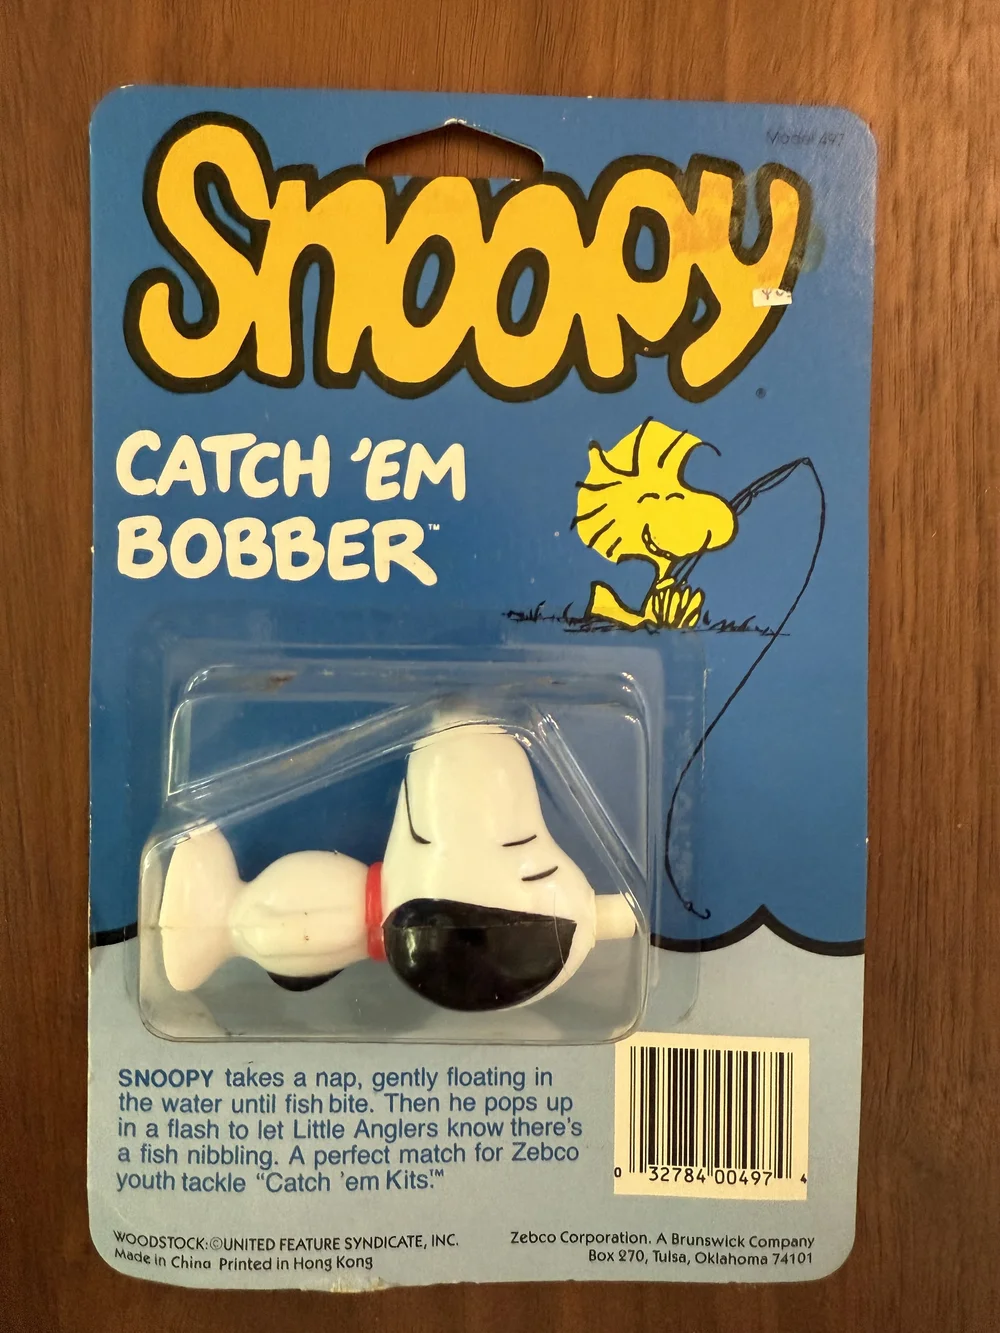 Model 497
SNOOPY
CATCH 'EM
BOBBER™
SNOOPY takes a nap, gently floating in
the water until fish bite. Then he pops up
in a flash to let Little Anglers know there's
a fish nibbling. A perfect match for Zebco
youth tackle “Catch 'em Kits.”™
0 32784 00497 4
WOODSTOCK:©UNITED FEATURE SYNDICATE, INC.
Made in China Printed in Hong Kong
Zebco Corporation. A Brunswick Company
Box 270, Tulsa, Oklahoma 74101